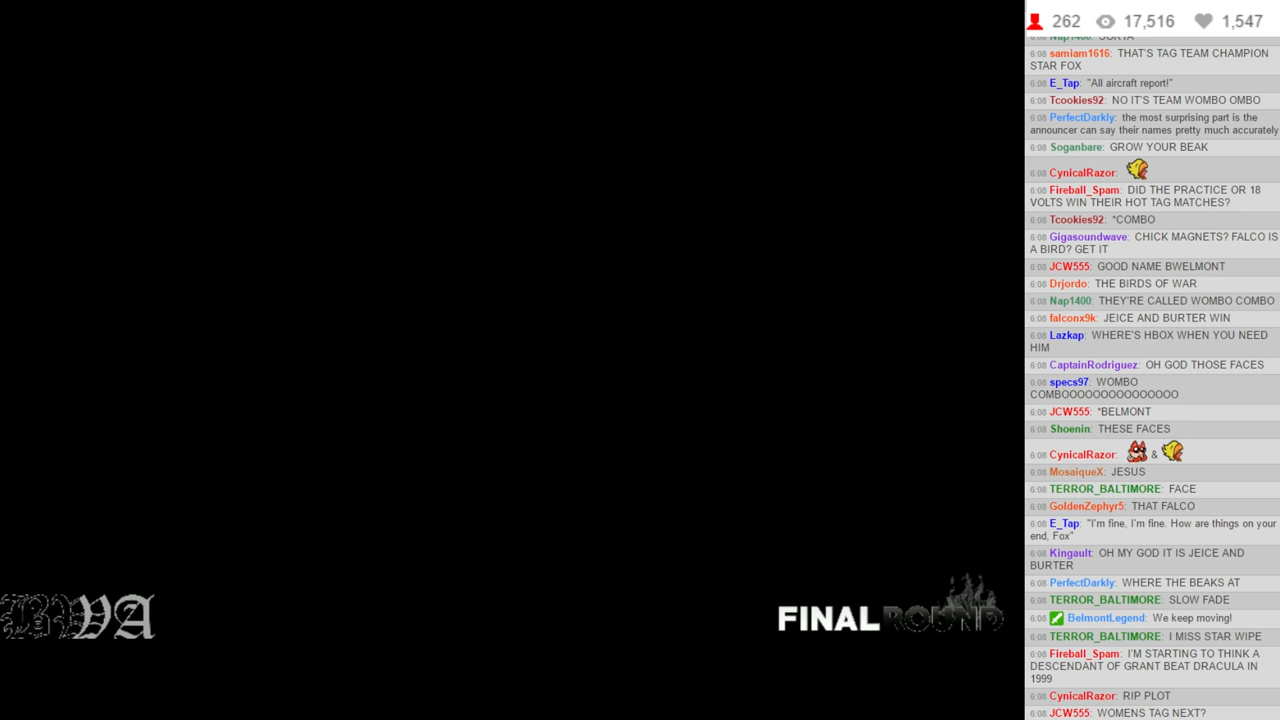 262 17,516 1,547
6:08 Nap1400: SORTA
6:08 samiam1616: THAT'S TAG TEAM CHAMPION
STAR FOX
6:08 E_Tap: "All aircraft report!"
6:08 Tcookies92: NO IT'S TEAM WOMBO OMBO
6:08 PerfectDarkly: the most surprising part is the
announcer can say their names pretty much accurately
6:08 Soganbare: GROW YOUR BEAK
6:08 CynicalRazor:
6:08 Fireball_Spam: DID THE PRACTICE OR 18
VOLTS WIN THEIR HOT TAG MATCHES?
6:08 Tcookies92: *COMBO
6:08 Gigasoundwave: CHICK MAGNETS? FALCO IS
A BIRD? GET IT
6:08 JCW555: GOOD NAME BWELMONT
6:08 Drjordo: THE BIRDS OF WAR
6:08 Nap1400: THEY'RE CALLED WOMBO COMBO
6:08 falconx9k: JEICE AND BURTER WIN
6:08 Lazkap: WHERE'S HBOX WHEN YOU NEED
HIM
6:08 CaptainRodriguez: OH GOD THOSE FACES
6:08 specs97: WOMBO
COMBOOOOOOOOOOOOOOO
6:08 JCW555: *BELMONT
6:08 Shoenin: THESE FACES
6:08 CynicalRazor: &
6:08 MosaiqueX: JESUS
6:08 TERROR_BALTIMORE: FACE
6:08 GoldenZephyr5: THAT FALCO
6:08 E_Tap: "I'm fine, I'm fine. How are things on your
end, Fox"
6:08 Kingault: OH MY GOD IT IS JEICE AND
BURTER
6:08 PerfectDarkly: WHERE THE BEAKS AT
6:08 TERROR_BALTIMORE: SLOW FADE
6:08 BelmontLegend: We keep moving!
6:08 TERROR_BALTIMORE: I MISS STAR WIPE
6:08 Fireball_Spam: I'M STARTING TO THINK A
DESCENDANT OF GRANT BEAT DRACULA IN
1999
6:08 CynicalRazor: RIP PLOT
6:08 JCW555: WOMENS TAG NEXT?
FINAL ROUND